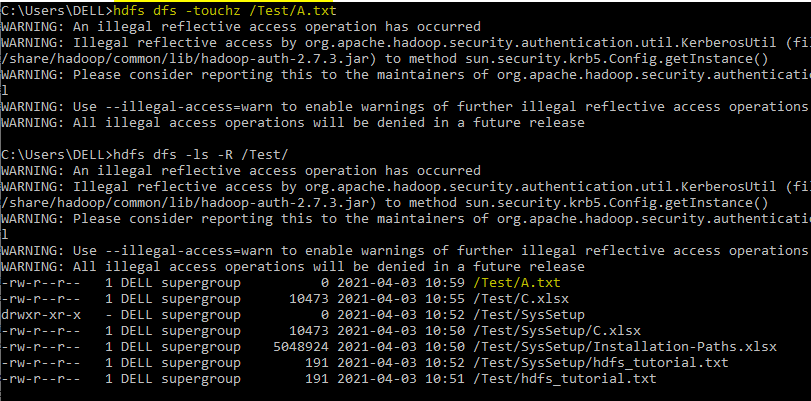 C:\Users\DELL>hdfs dfs -touchz /Test/A.txt
WARNING: An illegal reflective access operation has occurred
WARNING: Illegal reflective access by org.apache.hadoop.security.authentication.util.KerberosUtil (fi
/share/hadoop/common/lib/hadoop-auth-2.7.3.jar) to method sun.security.krb5.Config.getInstance()
WARNING: Please consider reporting this to the maintainers of org.apache.hadoop.security.authenticati
l
WARNING: Use --illegal-access=warn to enable warnings of further illegal reflective access operations
WARNING: All illegal access operations will be denied in a future release
C:\Users\DELL>hdfs dfs -ls -R /Test/
WARNING: An illegal reflective access operation has occurred
WARNING: Illegal reflective access by org.apache.hadoop.security.authentication.util.KerberosUtil (fil
/share/hadoop/common/lib/hadoop-auth-2.7.3.jar) to method sun.security.krb5.Config.getInstance()
WARNING: Please consider reporting this to the maintainers of org.apache.hadoop.security.authenticatio
l
WARNING: Use --illegal-access=warn to enable warnings of further illegal reflective access operations
WARNING: All illegal access operations will be denied in a future release
-rw-r--r--   1 DELL supergroup          0 2021-04-03 10:59 /Test/A.txt
-rw-r--r--   1 DELL supergroup      10473 2021-04-03 10:55 /Test/C.xlsx
drwxr-xr-x   - DELL supergroup          0 2021-04-03 10:52 /Test/SysSetup
-rw-r--r--   1 DELL supergroup      10473 2021-04-03 10:50 /Test/SysSetup/C.xlsx
-rw-r--r--   1 DELL supergroup    5048924 2021-04-03 10:50 /Test/SysSetup/Installation-Paths.xlsx
-rw-r--r--   1 DELL supergroup        191 2021-04-03 10:52 /Test/SysSetup/hdfs_tutorial.txt
-rw-r--r--   1 DELL supergroup        191 2021-04-03 10:51 /Test/hdfs_tutorial.txt